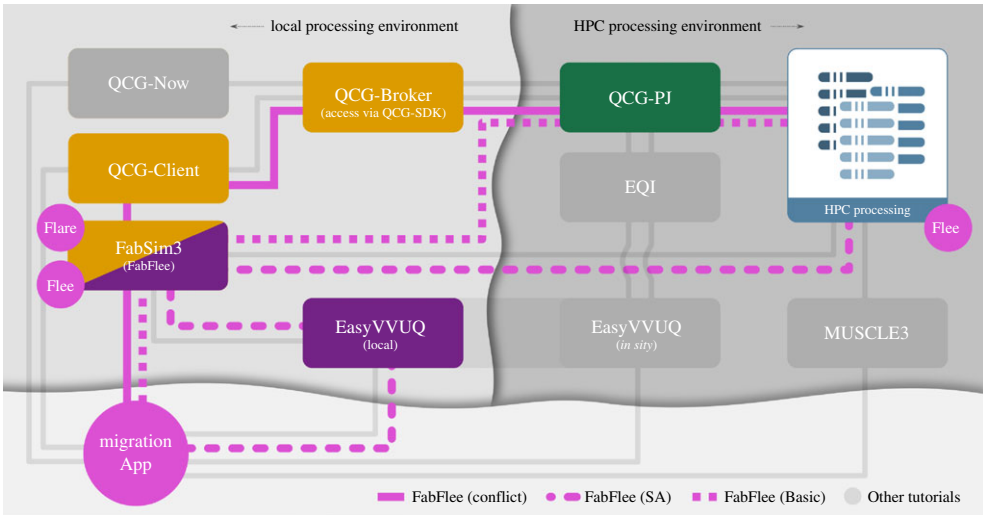 local processing environment
HPC processing environment
QCG-Now
QCG-Broker
(access via QCG-SDK)
QCG-PJ
QCG-Client
EQI
HPC processing
Flare
FabSim3
(FabFlee)
Flee
Flee
EasyVVUQ
(local)
EasyVVUQ
(in sity)
MUSCLE3
migration
App
FabFlee (conflict)
FabFlee (SA)
FabFlee (Basic)
Other tutorials